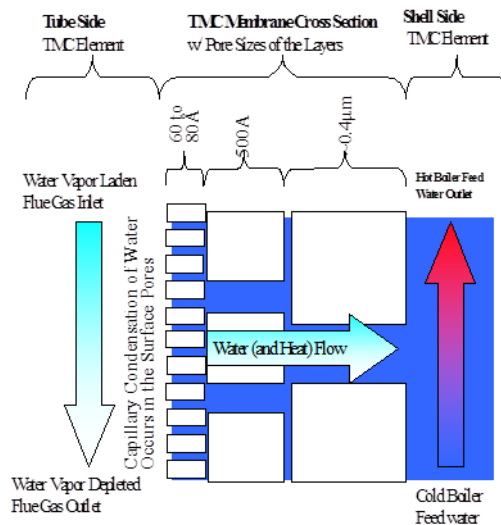 Tube Side
TMC Element
TMC Membrane Cross Section
w/ Pore Sizes of the Layers
Shell Side
TMC Element
60 to
80Å
500A
~0.4µm
Water Vapor Laden
Flue Gas Inlet
Hot Boiler Feed
Water Outlet
Capillary Condensation of Water
Occurs in the Surface Pores
Water (and Heat) Flow
Water Vapor Depleted
Flue Gas Outlet
Cold Boiler
Feed water